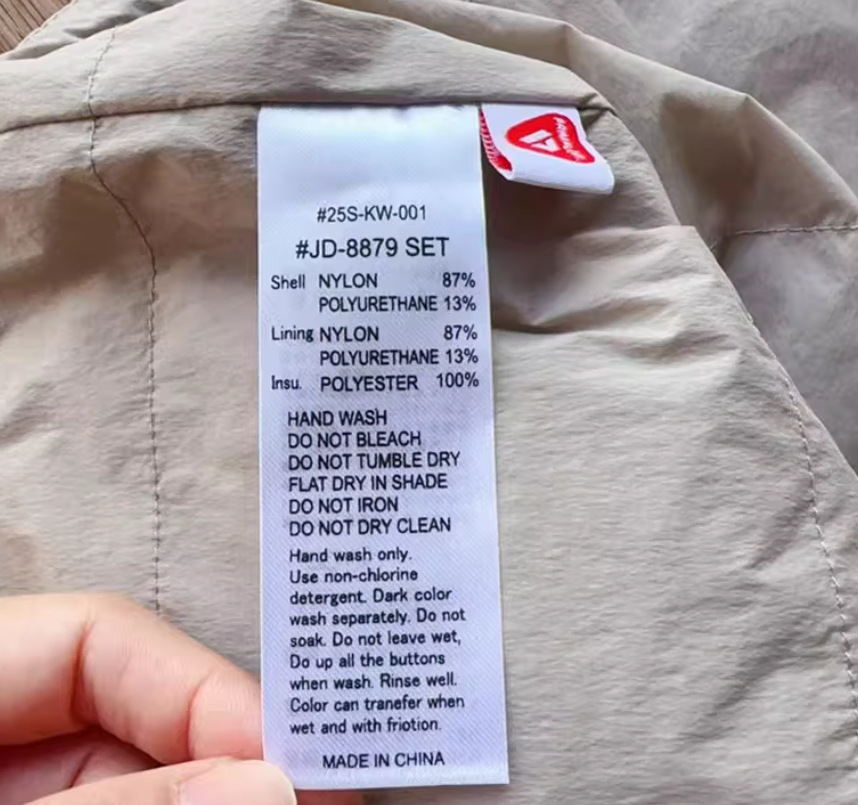 #25S-KW-001
#JD-8879 SET
Shell NYLON 87%
POLYURETHANE 13%
Lining NYLON 87%
POLYURETHANE 13%
Insu. POLYESTER 100%
HAND WASH
DO NOT BLEACH
DO NOT TUMBLE DRY
FLAT DRY IN SHADE
DO NOT IRON
DO NOT DRY CLEAN
Hand wash only.
Use non-chlorine
detergent. Dark color
wash separately. Do not
soak. Do not leave wet,
Do up all the buttons
when wash. Rinse well.
Color can tranefer when
wet and with friotion.
MADE IN CHINA